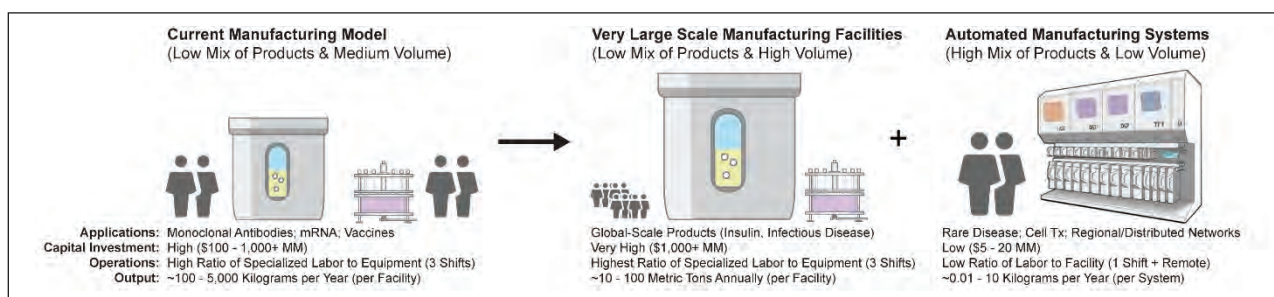 Current Manufacturing Model
(Low Mix of Products & Medium Volume)
Very Large Scale Manufacturing Facilities
(Low Mix of Products & High Volume)
Automated Manufacturing Systems
(High Mix of Products & Low Volume)
+
Applications: Monoclonal Antibodies; mRNA; Vaccines
Capital Investment: High ($100 - 1,000+ MM)
Operations: High Ratio of Specialized Labor to Equipment (3 Shifts)
Output: ~100 - 5,000 Kilograms per Year (per Facility)
Global-Scale Products (Insulin, Infectious Disease)
Very High ($1,000+ MM)
Highest Ratio of Specialized Labor to Equipment (3 Shifts)
~10 - 100 Metric Tons Annually (per Facility)
Rare Disease; Cell Tx; Regional/Distributed Networks
Low ($5 - 20 MM)
Low Ratio of Labor to Facility (1 Shift + Remote)
~0.01 - 10 Kilograms per Year (per System)